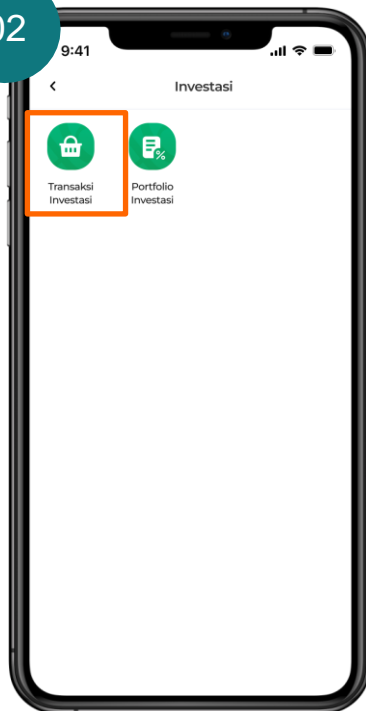 02
9:41
Investasi
Transaksi
Investasi
Portfolio
Investasi